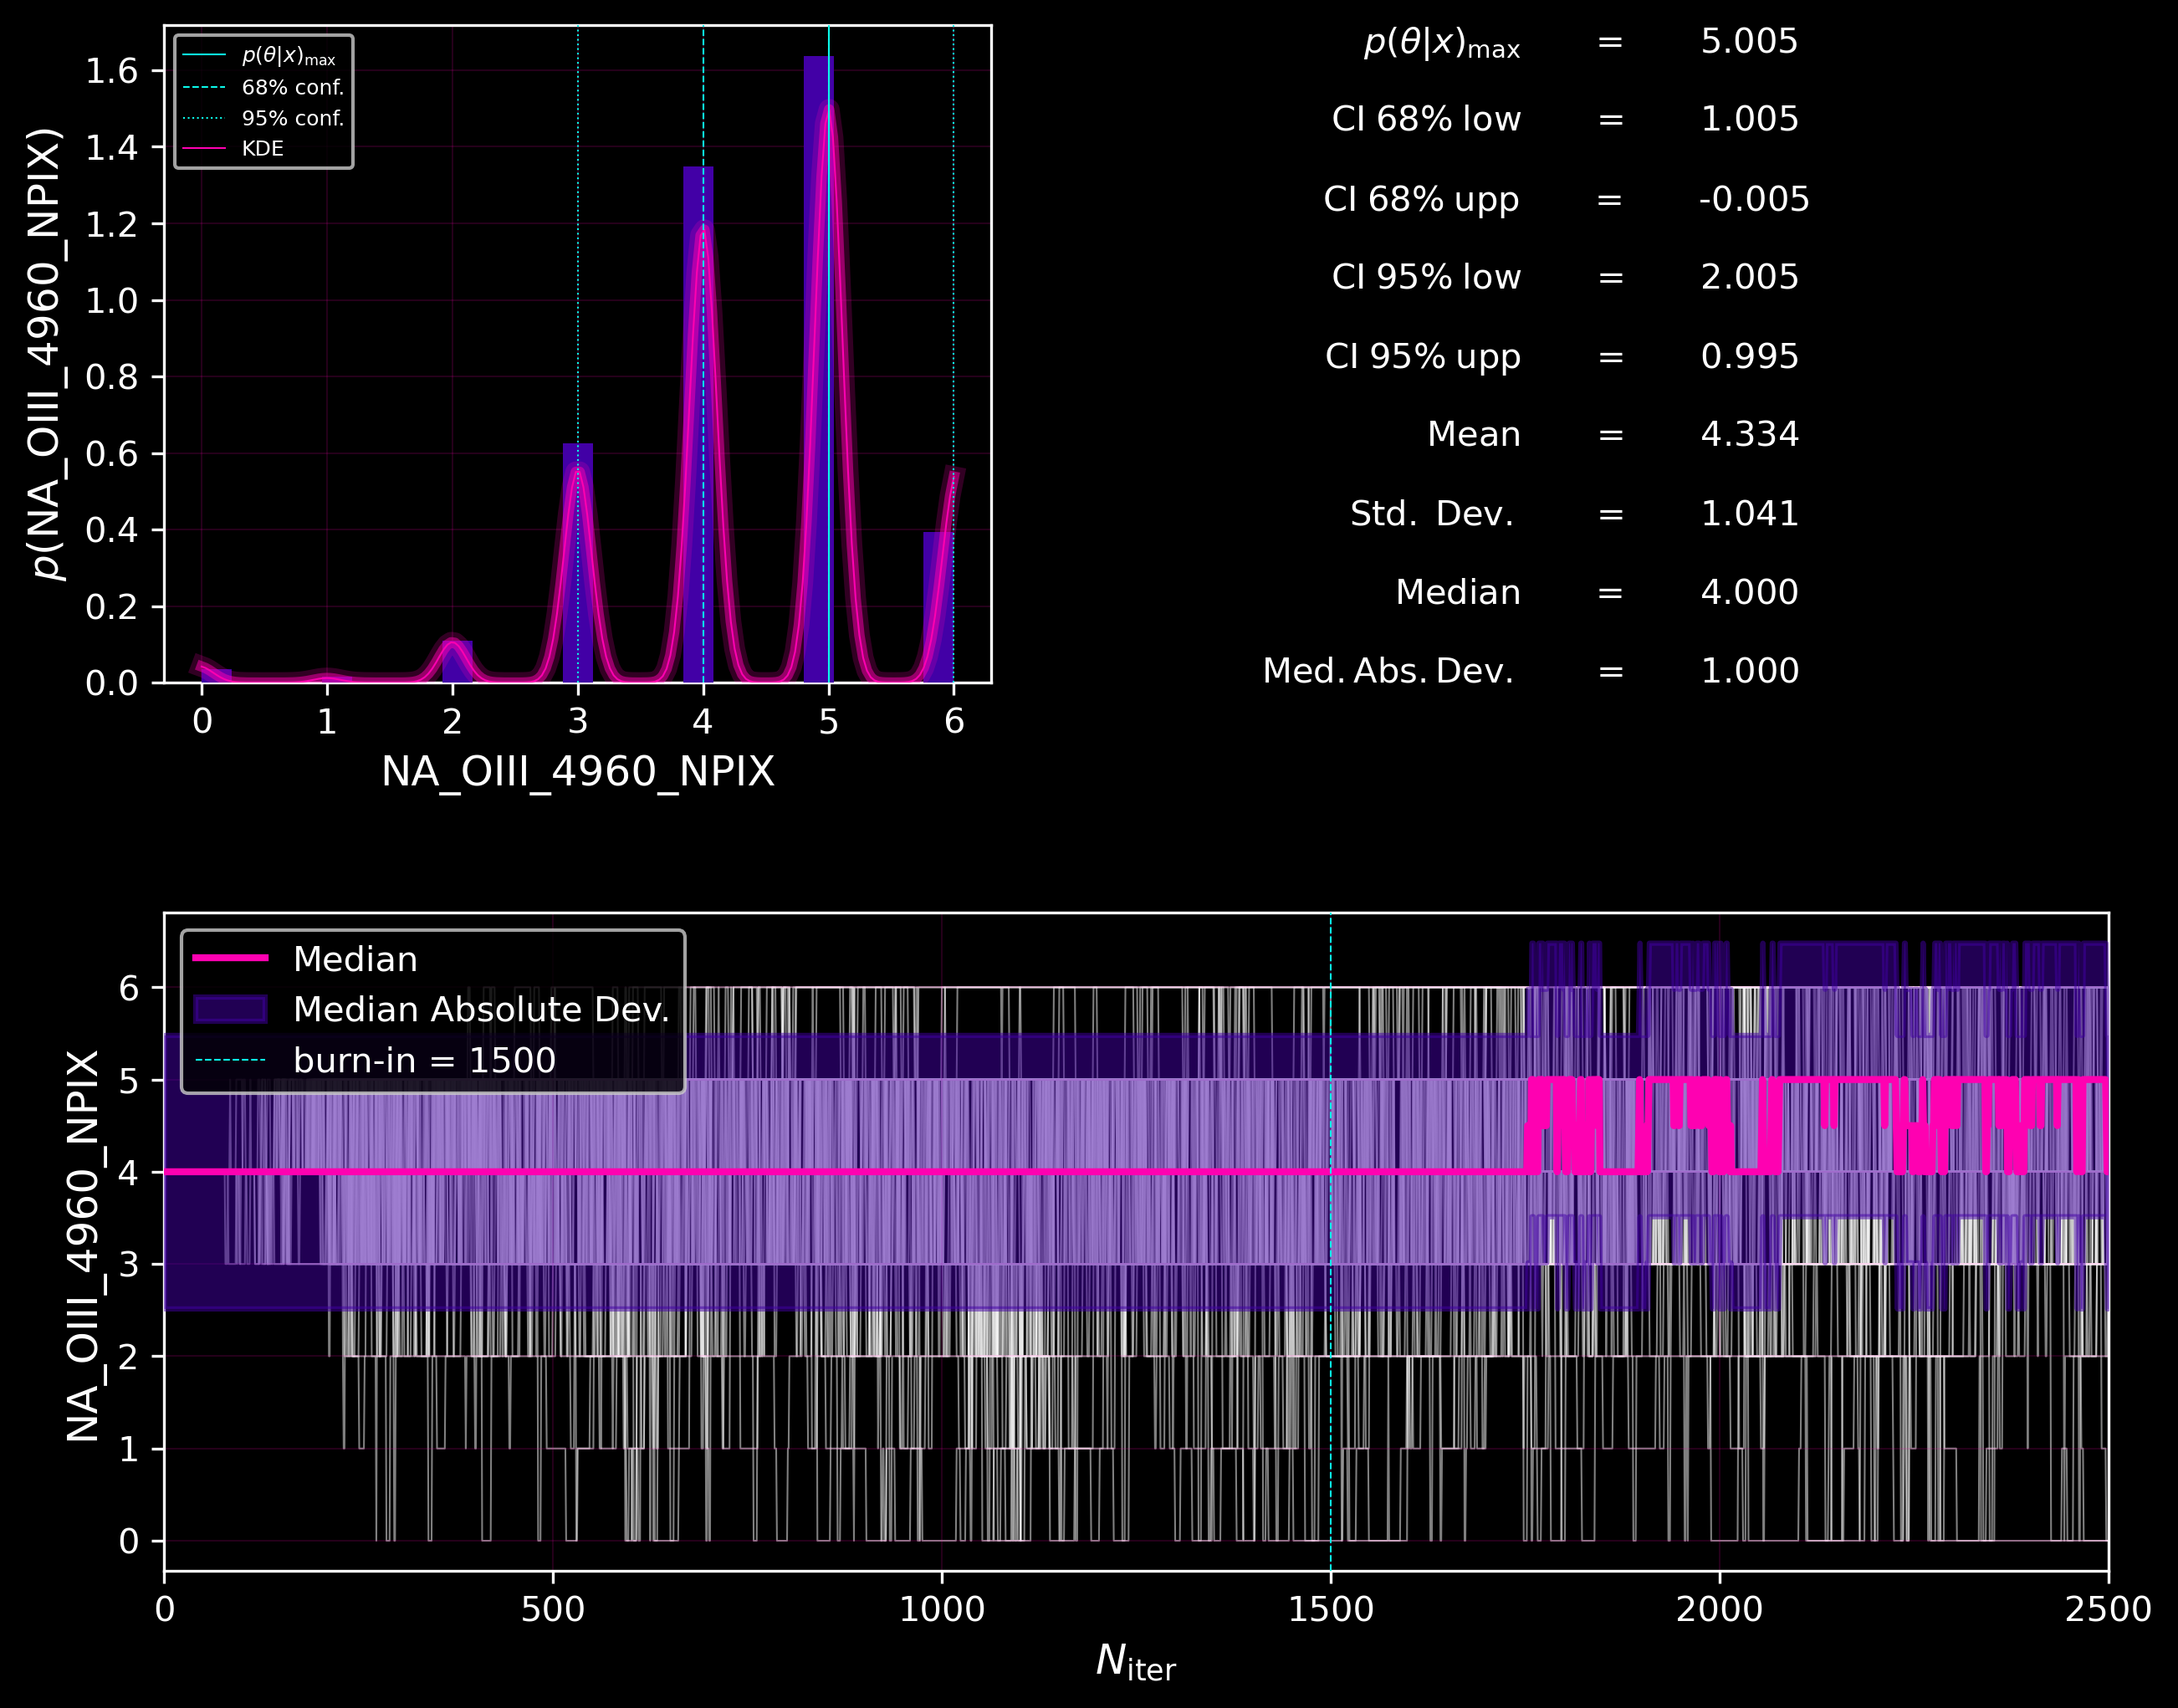 p(NA_OIII_4960_NPIX)
1.6
1.4
1.2
1.0
0.8
0.6
0.4
0.2
0.0
p(θ|x)max
68% conf.
95% conf.
KDE
0 1 2 3 4 5 6
NA_OIII_4960_NPIX
p(θ|x)max = 5.005
CI 68% low = 1.005
CI 68% upp = -0.005
CI 95% low = 2.005
CI 95% upp = 0.995
Mean = 4.334
Std. Dev. = 1.041
Median = 4.000
Med. Abs. Dev. = 1.000
NA_OIII_4960_NPIX
6
5
4
3
2
1
0
Median
Median Absolute Dev.
burn-in = 1500
0 500 1000 1500 2000 2500
Niter